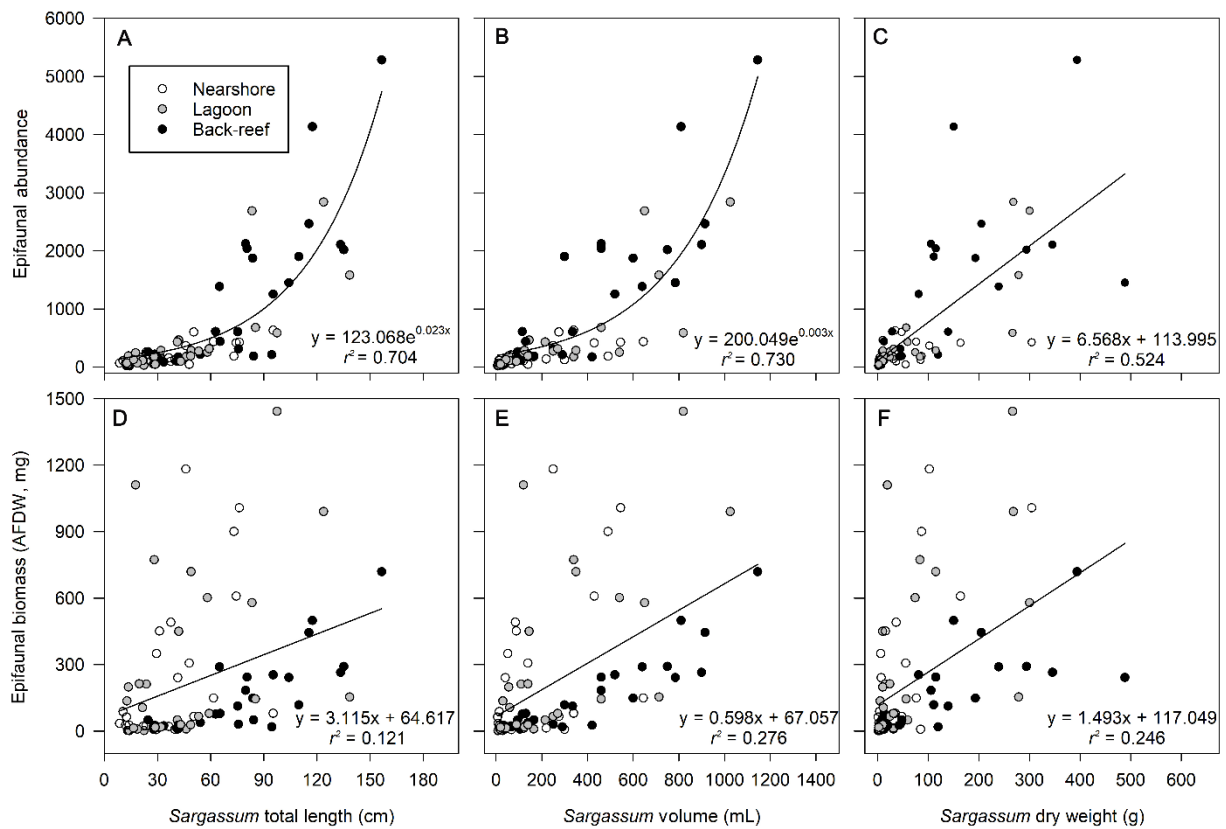 A
B
C
Nearshore
Lagoon
Back-reef
Epifaunal abundance
6000
5000
4000
3000
2000
1000
0
y = 123.068e^0.023x
r² = 0.704
y = 200.049e^0.003x
r² = 0.730
y = 6.568x + 113.995
r² = 0.524
D
E
F
Epifaunal biomass (AFDW, mg)
1500
1200
900
600
300
0
y = 3.115x + 64.617
r² = 0.121
y = 0.598x + 67.057
r² = 0.276
y = 1.493x + 117.049
r² = 0.246
0 30 60 90 120 150 180
0 200 400 600 800 1000 1200 1400
0 100 200 300 400 500 600
Sargassum total length (cm)
Sargassum volume (mL)
Sargassum dry weight (g)